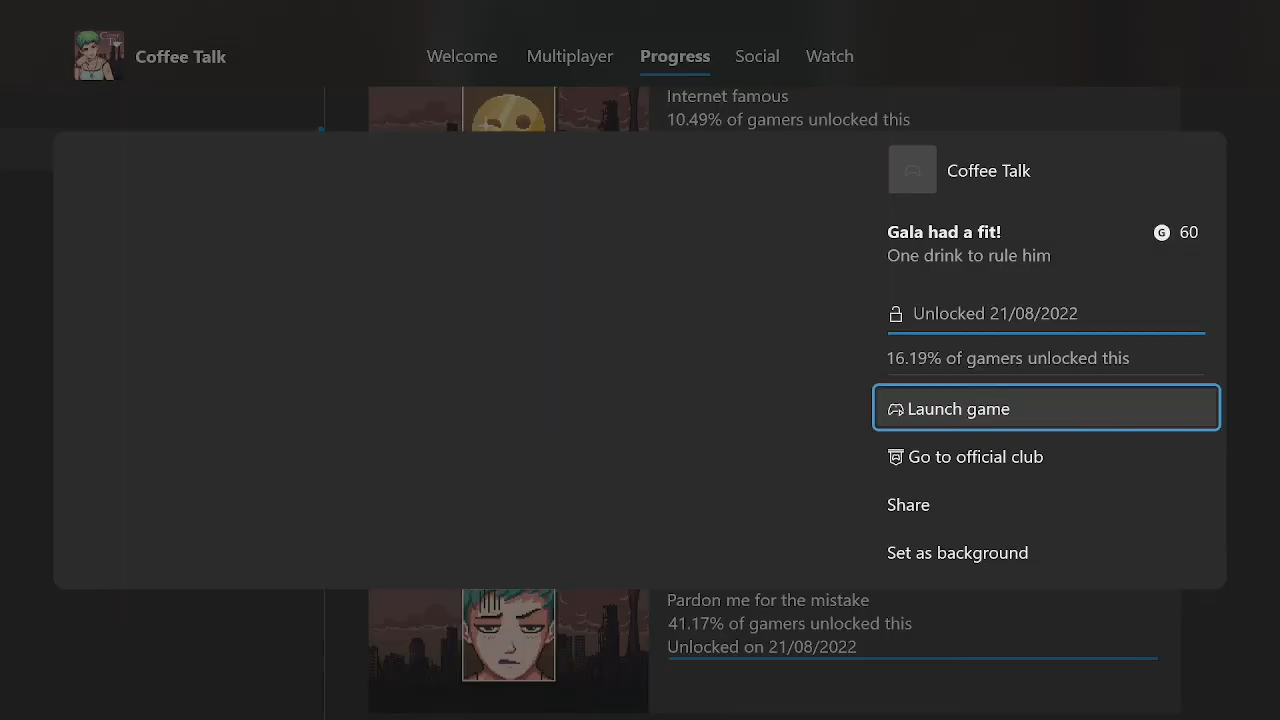 Coffee Talk
Welcome
Multiplayer
Progress
Social
Watch
Internet famous
10.49% of gamers unlocked this
Coffee Talk
Gala had a fit!
G 60
One drink to rule him
Unlocked 21/08/2022
16.19% of gamers unlocked this
Launch game
Go to official club
Share
Set as background
Pardon me for the mistake
41.17% of gamers unlocked this
Unlocked on 21/08/2022